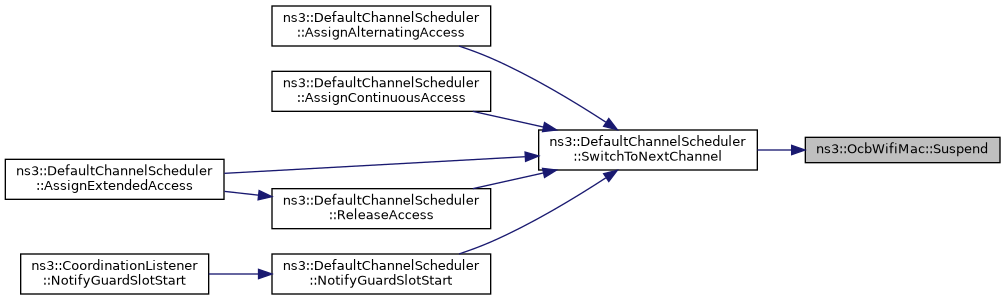 ns3::DefaultChannelScheduler
::AssignAlternatingAccess
ns3::DefaultChannelScheduler
::AssignContinuousAccess
ns3::DefaultChannelScheduler
::SwitchToNextChannel
ns3::OcbWifiMac::Suspend
ns3::DefaultChannelScheduler
::AssignExtendedAccess
ns3::DefaultChannelScheduler
::ReleaseAccess
ns3::CoordinationListener
::NotifyGuardSlotStart
ns3::DefaultChannelScheduler
::NotifyGuardSlotStart